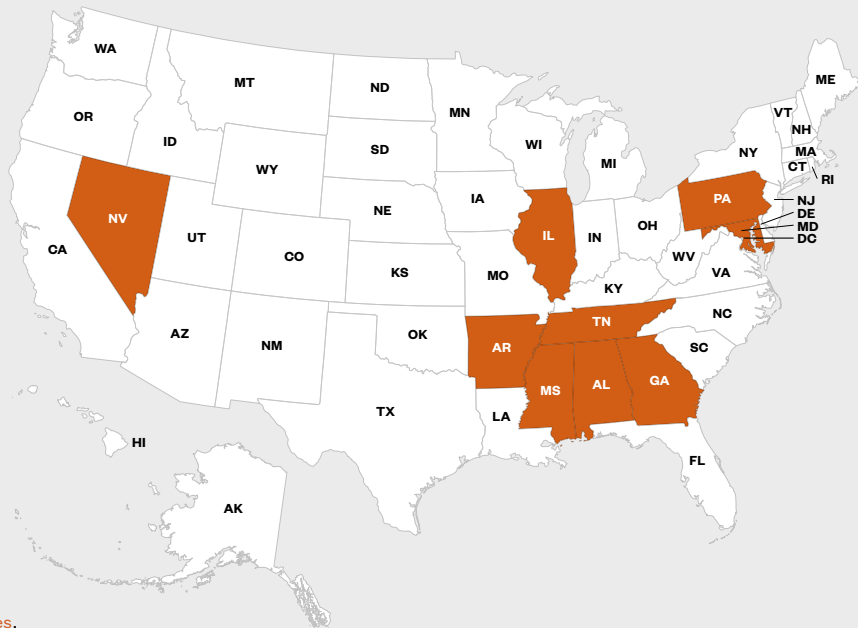 WA
ME
MT
ND
MN
VT
OR
NH
ID
WI
NY
MA
SD
MI
CT
WY
RI
IA
PA
NJ
NE
DE
NV
OH
MD
IL
IN
DC
UT
CA
CO
WV
KS
MO
VA
KY
NC
TN
AZ
OK
NM
AR
SC
GA
MS
AL
TX
LA
HI
FL
AK
es.